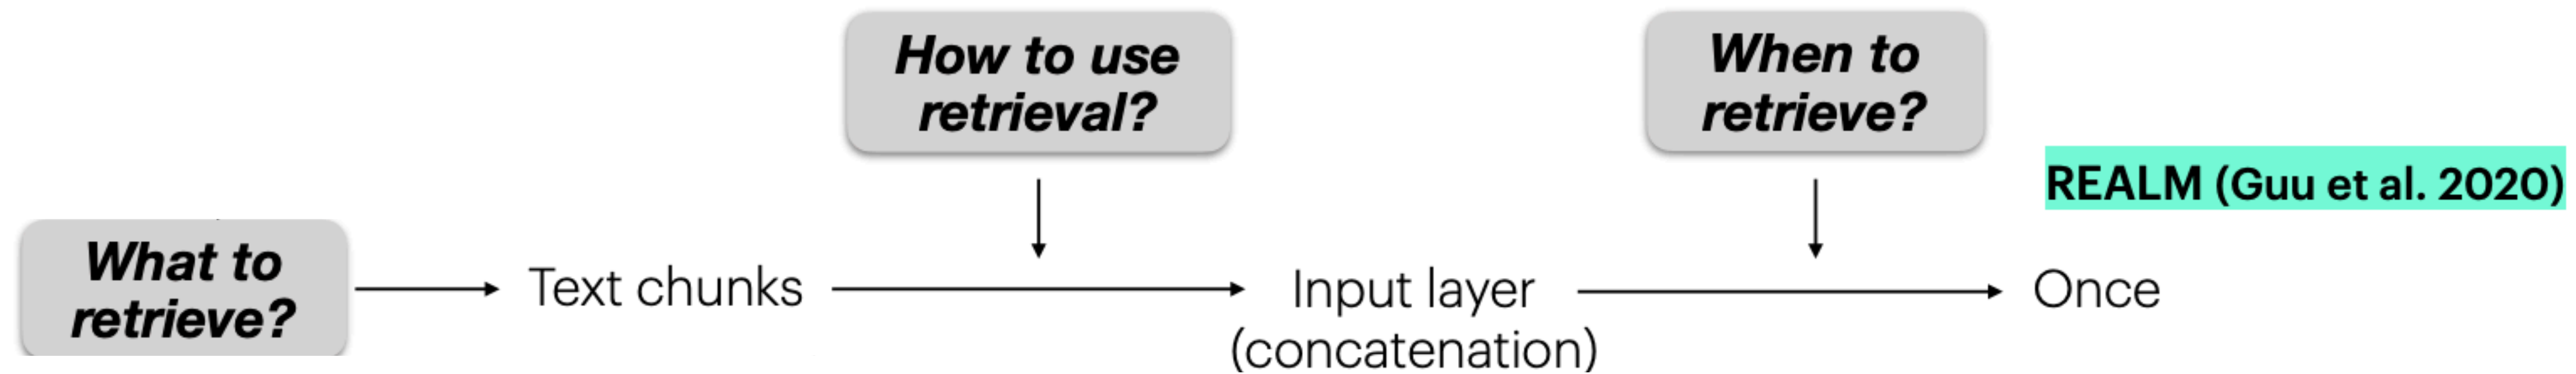 How to use
retrieval?
When to
retrieve?
REALM (Guu et al. 2020)
What to
retrieve?
Text chunks
Input layer
(concatenation)
Once